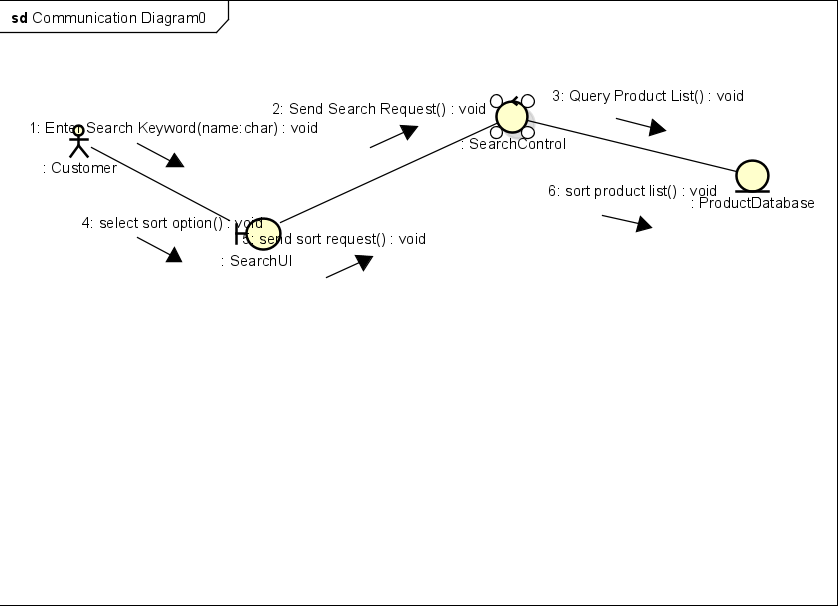 sd Communication Diagram0
2: Send Search Request() : void
3: Query Product List() : void
1: Enter Search Keyword(name:char) : void
: SearchControl
: Customer
6: sort product list() : void
: ProductDatabase
4: select sort option() : void
5: send sort request() : void
: SearchUI